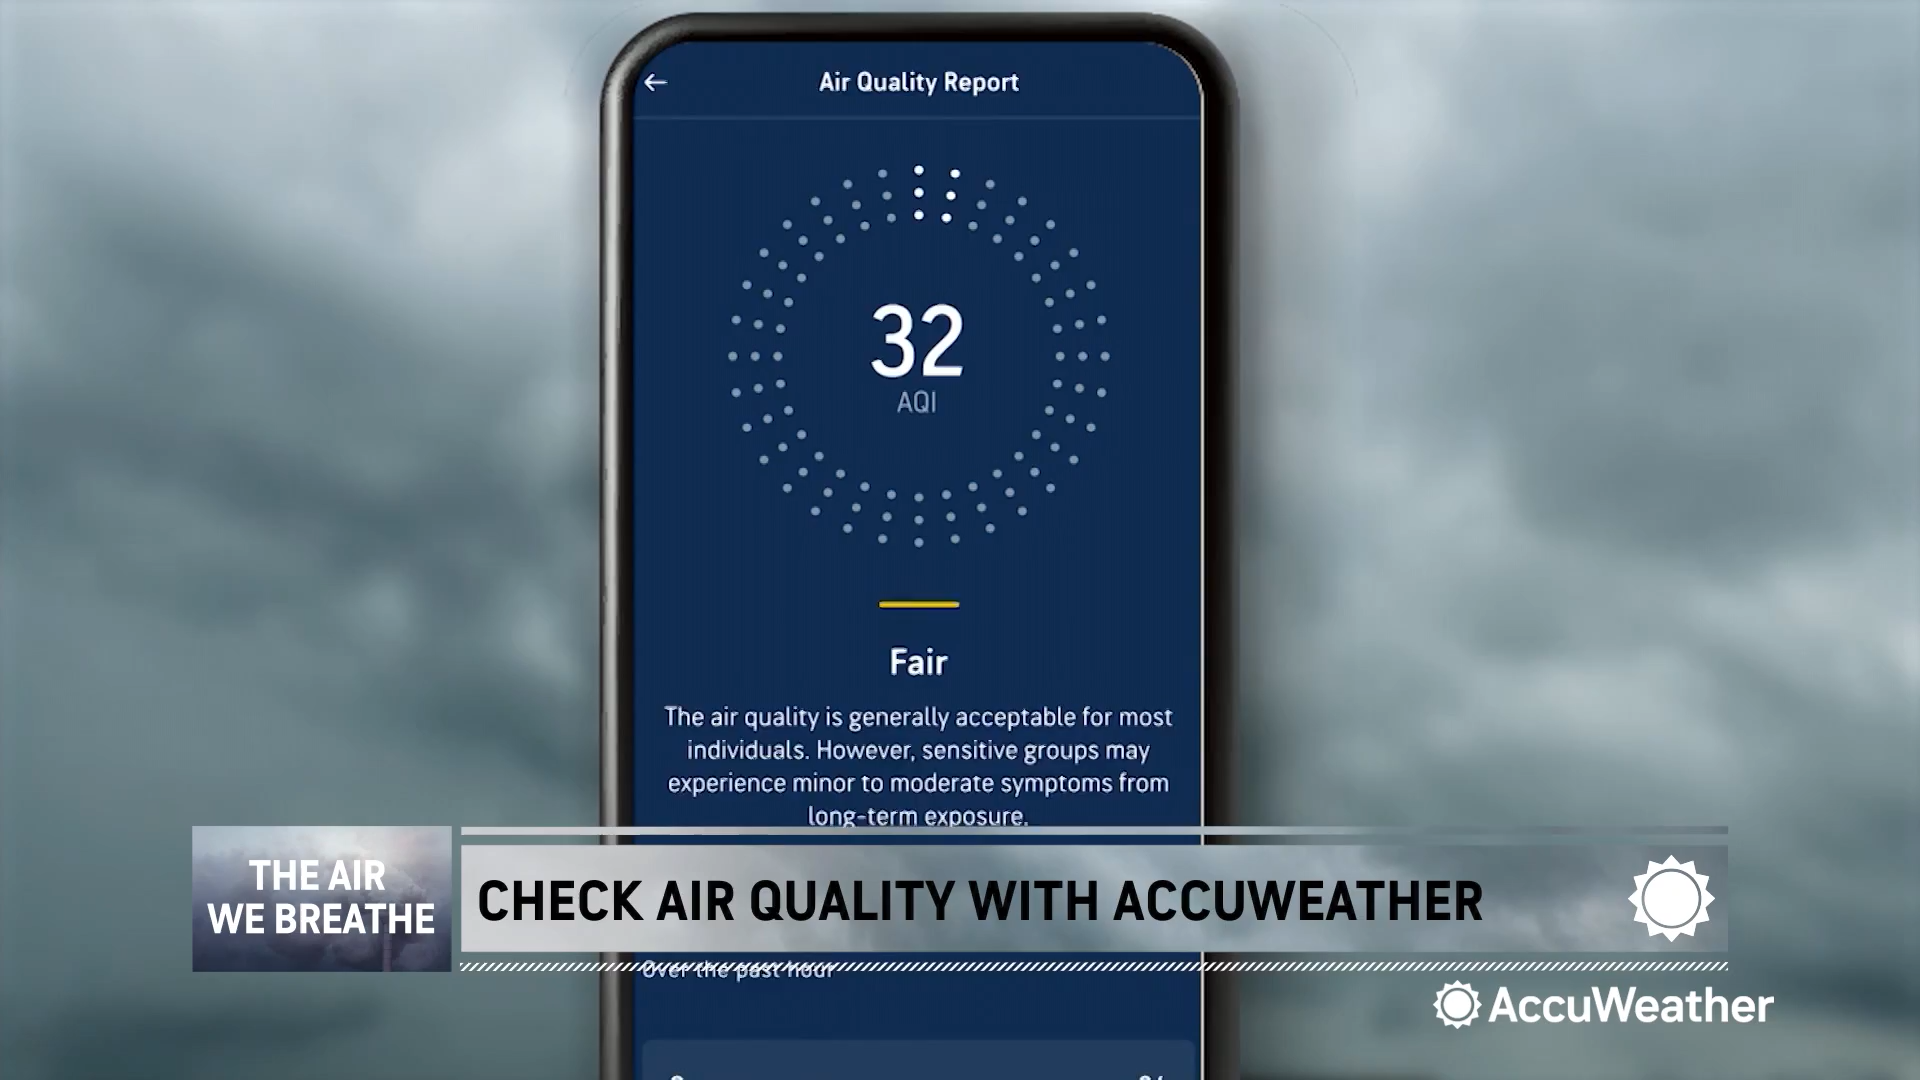 Air Quality Report
32
AQI
Fair
The air quality is generally acceptable for most
individuals. However, sensitive groups may
experience minor to moderate symptoms from
long-term exposure.
THE AIR
WE BREATHE
CHECK AIR QUALITY WITH ACCUWEATHER
Over the past hour
AccuWeather